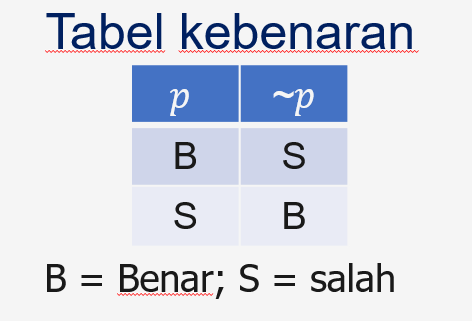 Tabel kebenaran
p ~p
B S
S B
B = Benar; S = salah